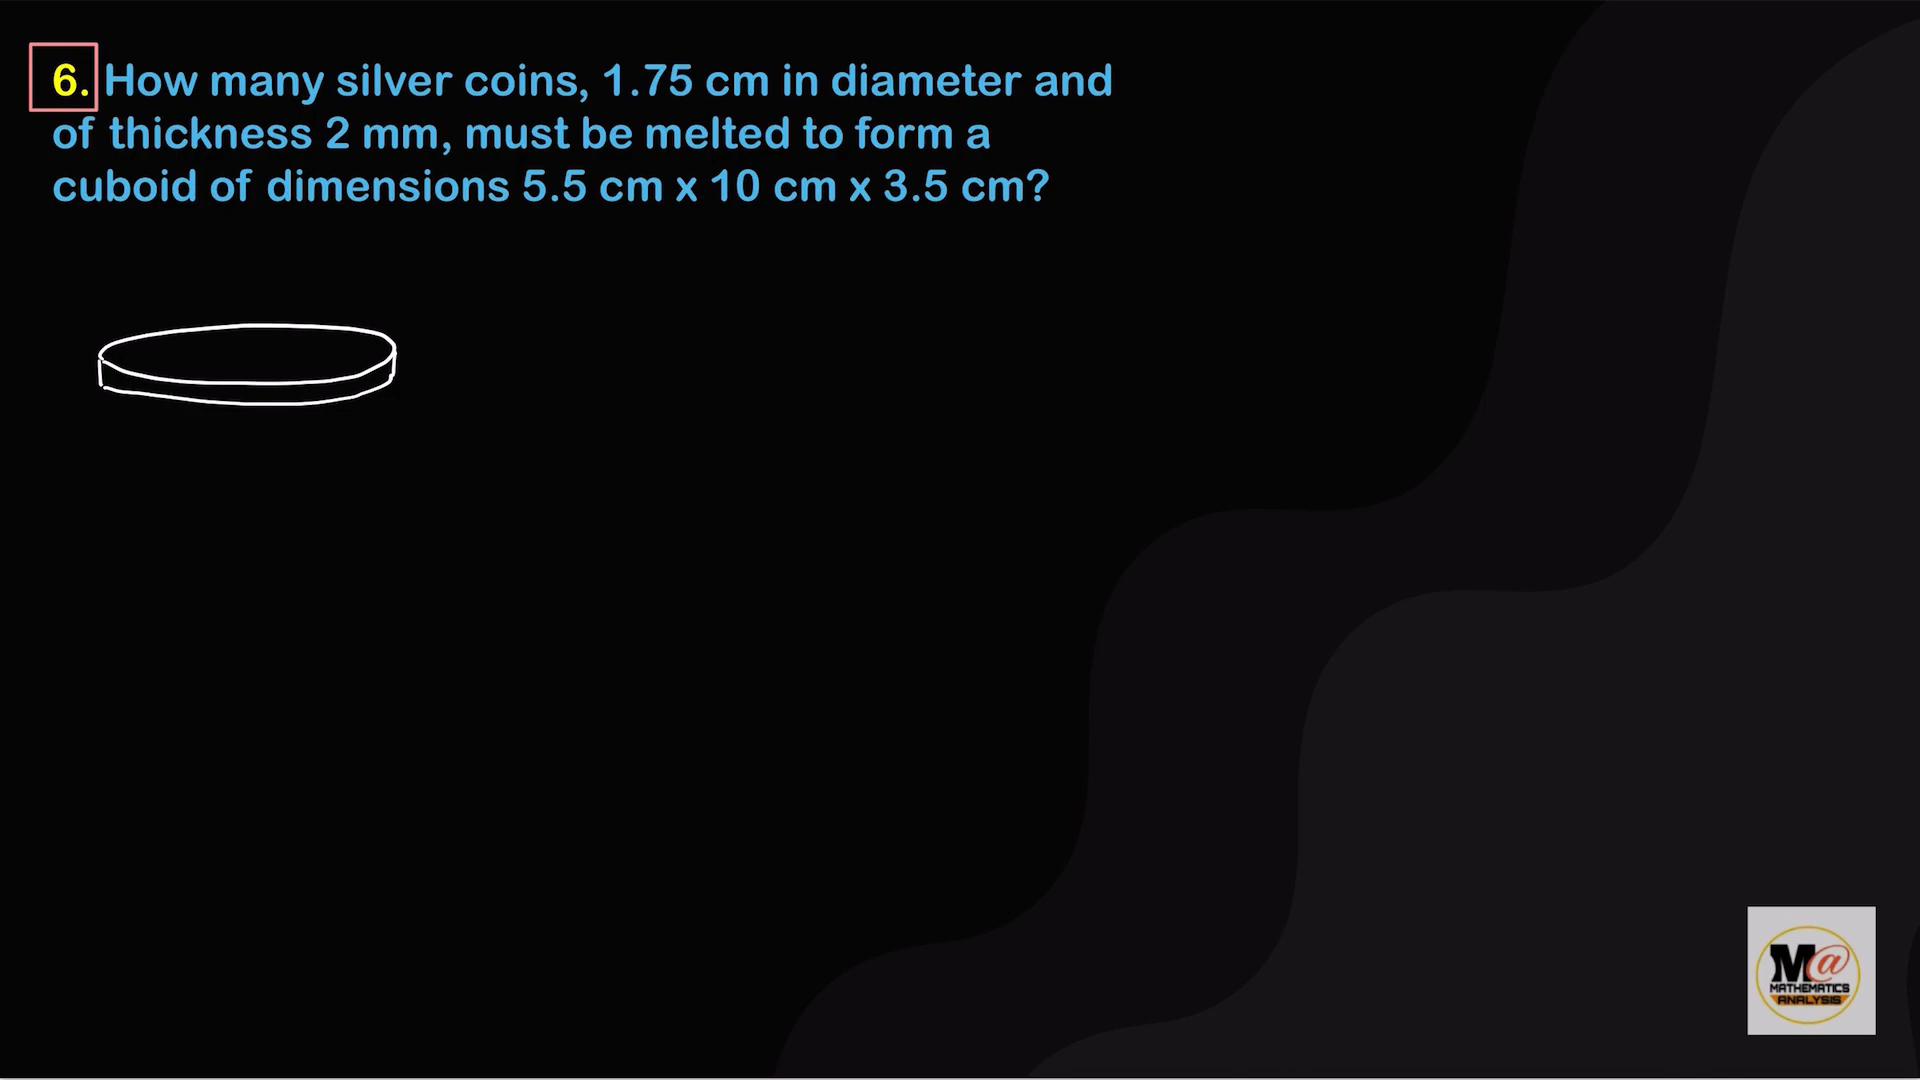 6. How many silver coins, 1.75 cm in diameter and
of thickness 2 mm, must be melted to form a
cuboid of dimensions 5.5 cm x 10 cm x 3.5 cm?
M@
MATHEMATICS
ANALYSIS